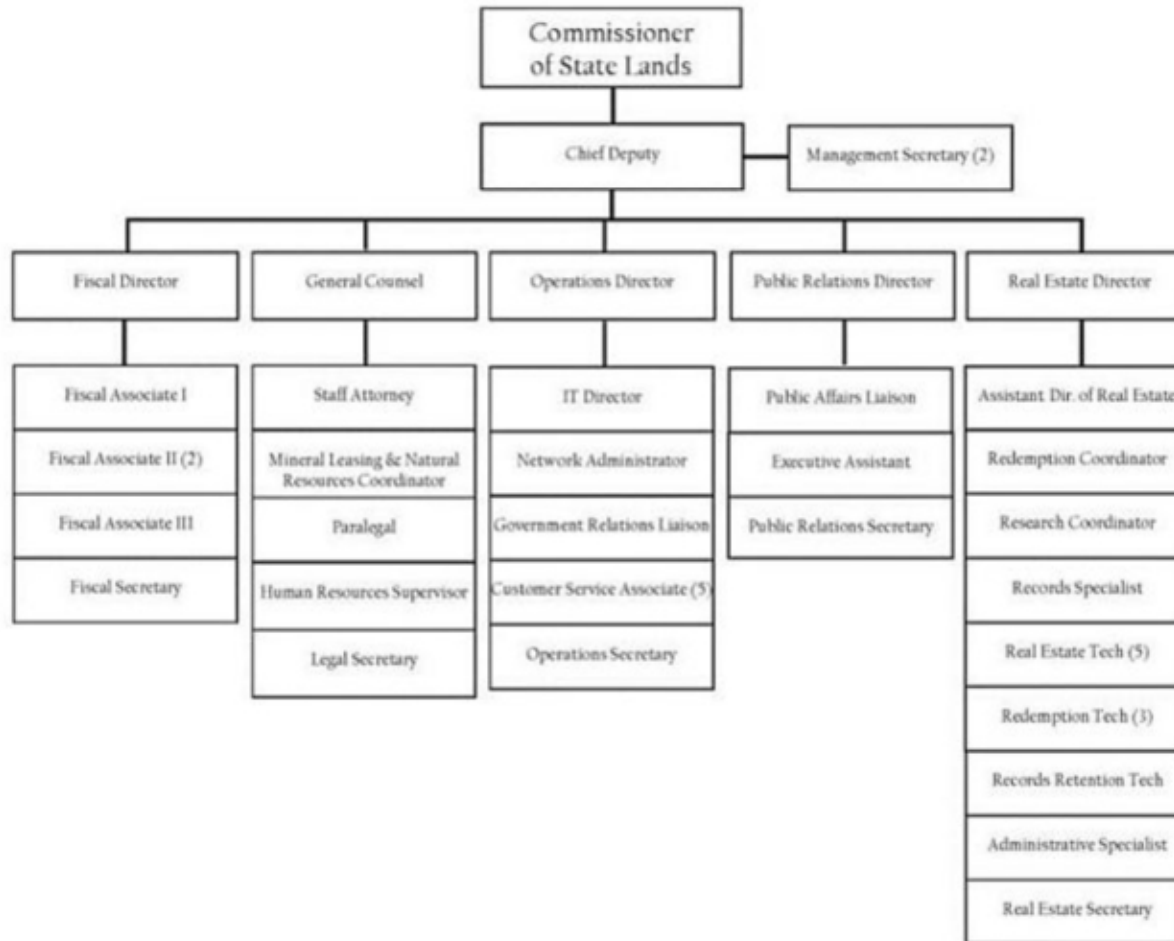 Commissioner
of State Lands
Chief Deputy
Management Secretary (2)
Fiscal Director
General Counsel
Operations Director
Public Relations Director
Real Estate Director
Fiscal Associate I
Fiscal Associate II (2)
Fiscal Associate III
Fiscal Secretary
Staff Attorney
Mineral Leasing & Natural
Resources Coordinator
Paralegal
Human Resources Supervisor
Legal Secretary
IT Director
Network Administrator
Government Relations Liaison
Customer Service Associate (5)
Operations Secretary
Public Affairs Liaison
Executive Assistant
Public Relations Secretary
Assistant Dir. of Real Estate
Redemption Coordinator
Research Coordinator
Records Specialist
Real Estate Tech (5)
Redemption Tech (3)
Records Retention Tech
Administrative Specialist
Real Estate Secretary